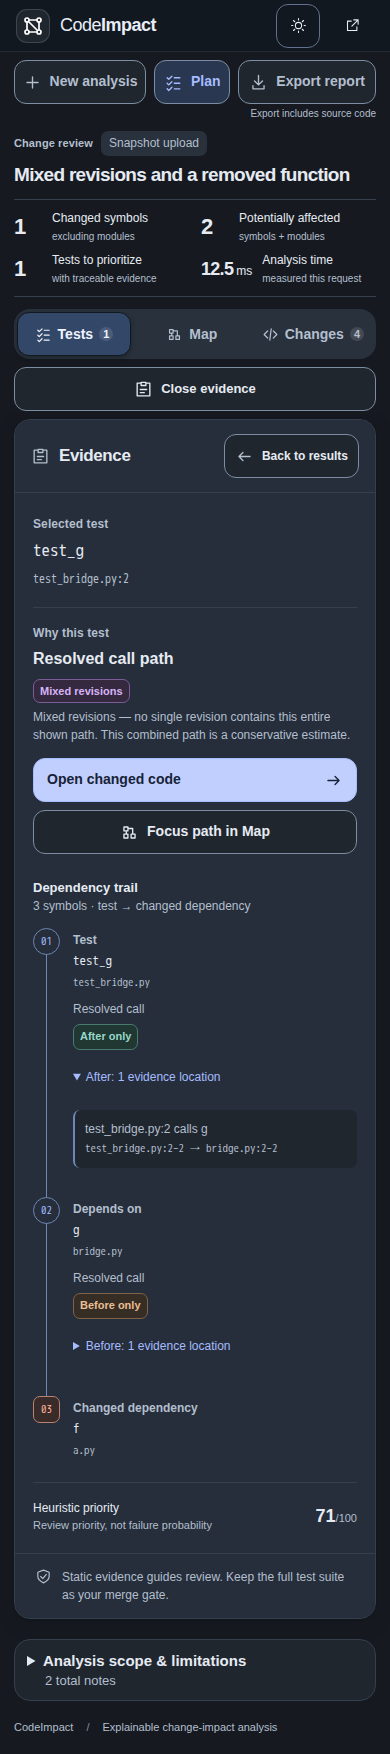 CodeImpact
New analysis
Plan
Export report
Export includes source code
Change review
Snapshot upload
Mixed revisions and a removed function
1
Changed symbols
excluding modules
2
Potentially affected
symbols + modules
1
Tests to prioritize
with traceable evidence
12.5 ms
Analysis time
measured this request
Tests 1
Map
Changes 4
Close evidence
Evidence
Back to results
Selected test
test_g
test_bridge.py:2
Why this test
Resolved call path
Mixed revisions
Mixed revisions — no single revision contains this entire
shown path. This combined path is a conservative estimate.
Open changed code
Focus path in Map
Dependency trail
3 symbols · test → changed dependency
01
Test
test_g
test_bridge.py
Resolved call
After only
After: 1 evidence location
test_bridge.py:2 calls g
test_bridge.py:2–2 → bridge.py:2–2
02
Depends on
g
bridge.py
Resolved call
Before only
Before: 1 evidence location
03
Changed dependency
f
a.py
Heuristic priority
Review priority, not failure probability
71/100
Static evidence guides review. Keep the full test suite
as your merge gate.
Analysis scope & limitations
2 total notes
CodeImpact / Explainable change-impact analysis